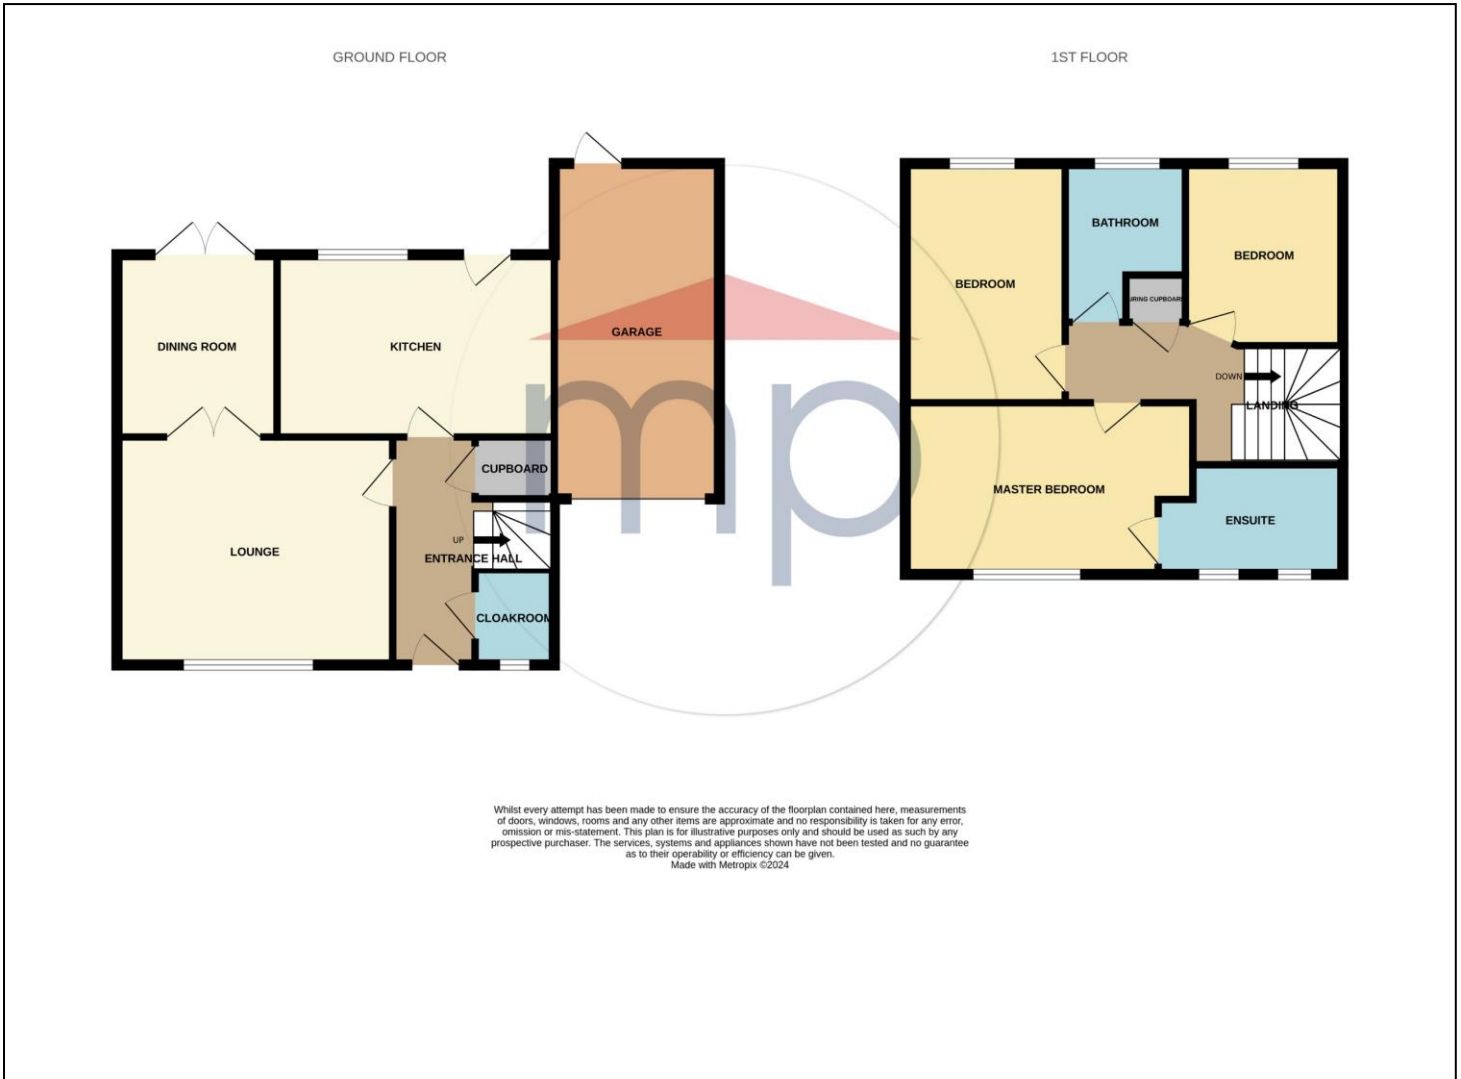 GROUND FLOOR
1ST FLOOR
BATHROOM
BEDROOM
BEDROOM
CUPBOARD
GARAGE
DINING ROOM
KITCHEN
DOWN
LANDING
CUPBOARD
MASTER BEDROOM
ENSUITE
LOUNGE
UP
ENTRANCE HALL
CLOAKROOM
mp
Whilst every attempt has been made to ensure the accuracy of the floorplan contained here, measurements
of doors, windows, rooms and any other items are approximate and no responsibility is taken for any error,
omission or mis-statement. This plan is for illustrative purposes only and should be used as such by any
prospective purchaser. The services, systems and appliances shown have not been tested and no guarantee
as to their operability or efficiency can be given.
Made with Metropix ©2024